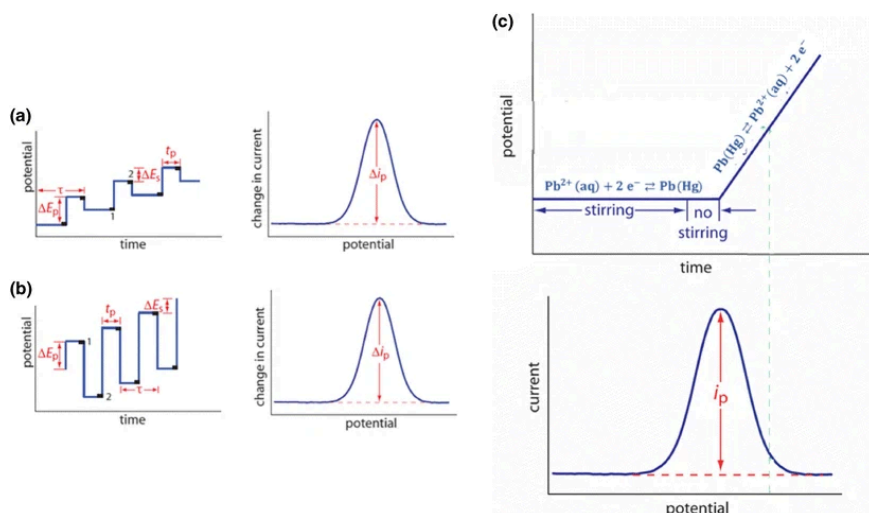 (a)
potential
τ
ΔEp
1
2
ΔEs
tp
time
change in current
Δip
potential
(b)
potential
ΔEp
1
2
tp
τ
ΔEs
time
change in current
Δip
potential
(c)
potential
Pb²⁺(aq) + 2 e⁻ ⇄ Pb(Hg)
Pb(Hg) ⇄ Pb²⁺(aq) + 2 e⁻
stirring
no
stirring
time
current
ip
potential